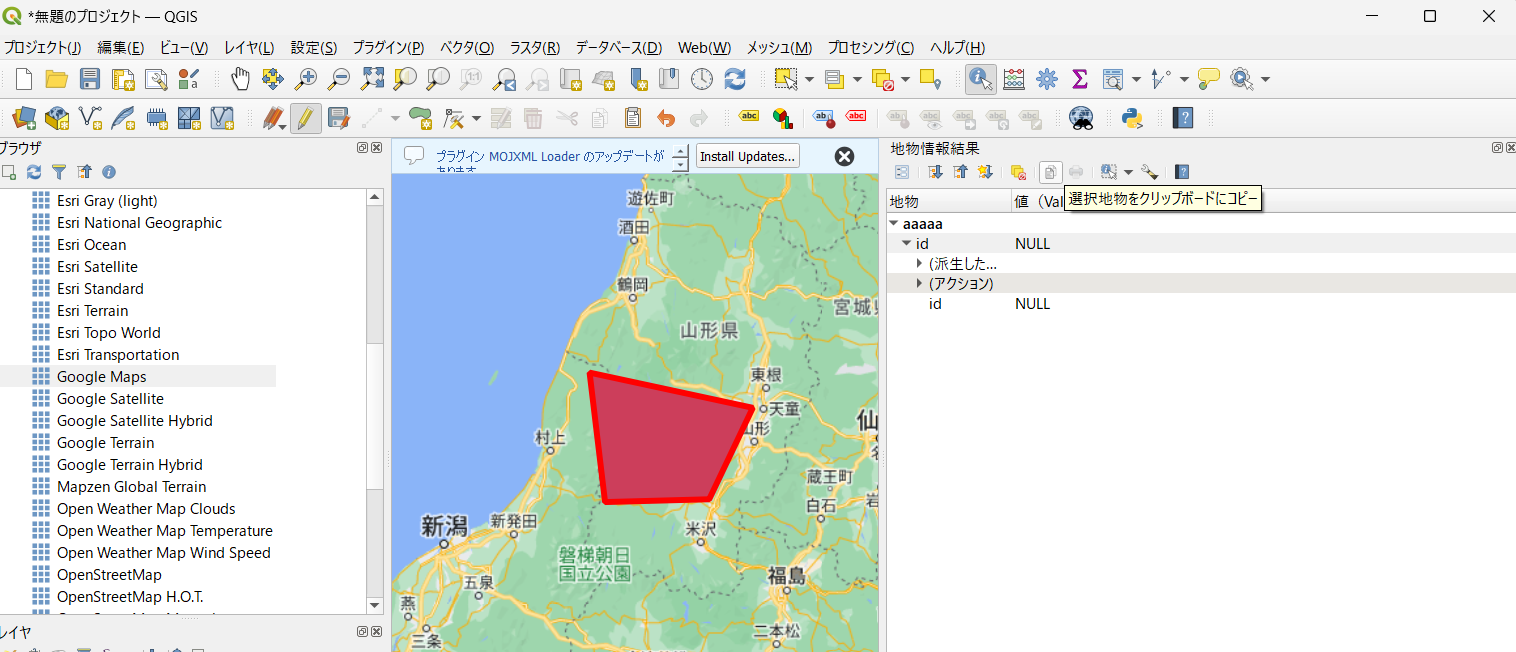 *無題のプロジェクト — QGIS
プロジェクト(J) 編集(E) ビュー(V) レイヤ(L) 設定(S) プラグイン(P) ベクタ(O) ラスタ(R) データベース(D) Web(W) メッシュ(M) プロセシング(C) ヘルプ(H)
1:1
abc abc abc
ブラウザ
Esri Gray (light)
Esri National Geographic
Esri Ocean
Esri Satellite
Esri Standard
Esri Terrain
Esri Topo World
Esri Transportation
Google Maps
Google Satellite
Google Satellite Hybrid
Google Terrain
Google Terrain Hybrid
Mapzen Global Terrain
Open Weather Map Clouds
Open Weather Map Temperature
Open Weather Map Wind Speed
OpenStreetMap
OpenStreetMap H.O.T.
レイヤ
プラグイン MOJXML Loader のアップデートが
あります
Install Updates...
遊佐町
酒田
鶴岡
宮城県
山形県
東根
天童
山形
仙
村上
蔵王町
白石
岩
新潟
新発田
米沢
磐梯朝日
国立公園
五泉
福島
燕
三条
二本松
地物情報結果
選択地物をクリップボードにコピー
地物 値 (Val
aaaaa
id NULL
(派生した...
(アクション)
id NULL